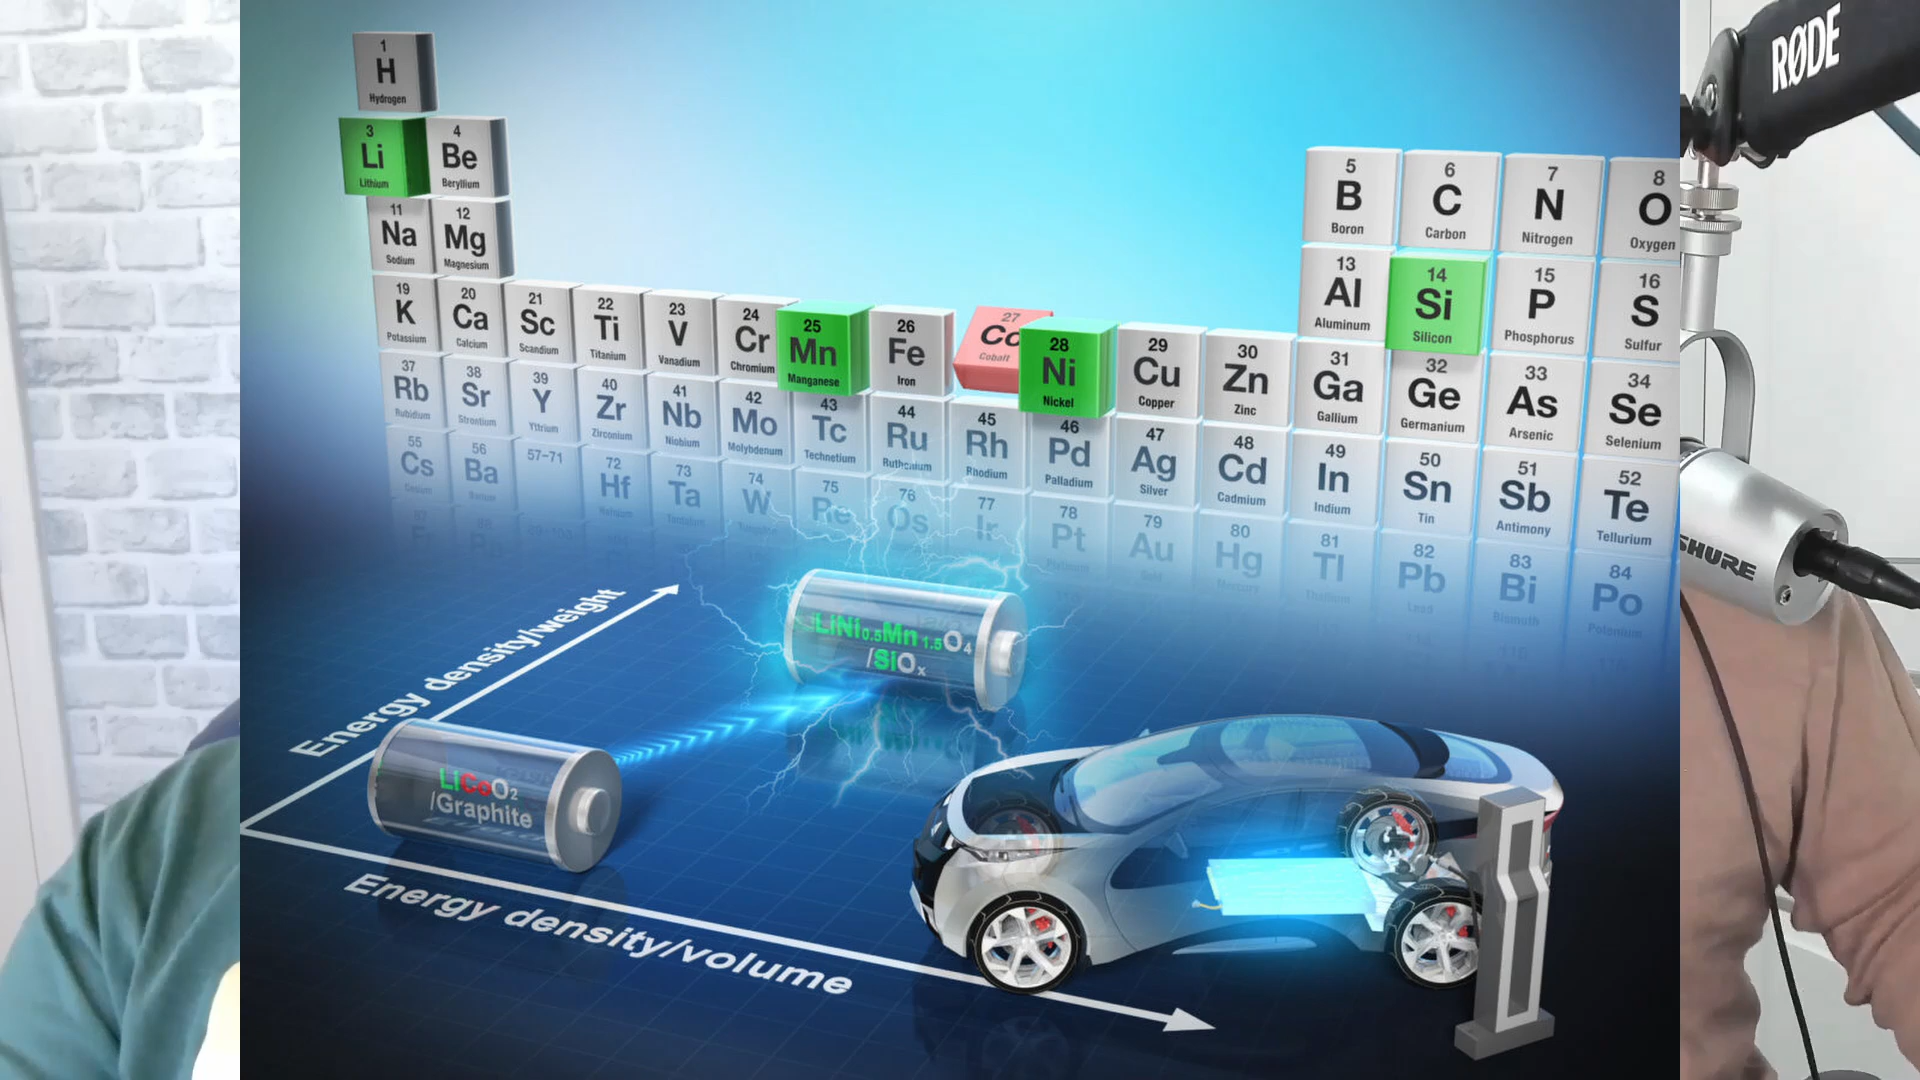 1
H
Hydrogen
3
Li
Lithium
4
Be
Beryllium
5
B
Boron
6
C
Carbon
7
N
Nitrogen
8
O
Oxygen
11
Na
Sodium
12
Mg
Magnesium
13
Al
Aluminum
14
Si
Silicon
15
P
Phosphorus
16
S
Sulfur
19
K
Potassium
20
Ca
Calcium
21
Sc
Scandium
22
Ti
Titanium
23
V
Vanadium
24
Cr
Chromium
25
Mn
Manganese
26
Fe
Iron
27
Co
Cobalt
28
Ni
Nickel
29
Cu
Copper
30
Zn
Zinc
31
Ga
Gallium
32
Ge
Germanium
33
As
Arsenic
34
Se
Selenium
37
Rb
Rubidium
38
Sr
Strontium
39
Y
Yttrium
40
Zr
Zirconium
41
Nb
Niobium
42
Mo
Molybdenum
43
Tc
Technetium
44
Ru
Ruthenium
45
Rh
Rhodium
46
Pd
Palladium
47
Ag
Silver
48
Cd
Cadmium
49
In
Indium
50
Sn
Tin
51
Sb
Antimony
52
Te
Tellurium
55
Cs
56
Ba
57-71
72
Hf
73
Ta
74
W
75
Re
76
Os
77
Ir
78
Pt
79
Au
80
Hg
81
Tl
82
Pb
83
Bi
84
Po
Energy density/weight
LiNi0.5Mn1.5O4
/SiOx
LiCoO2
/Graphite
Energy density/volume
RØDE
SHURE